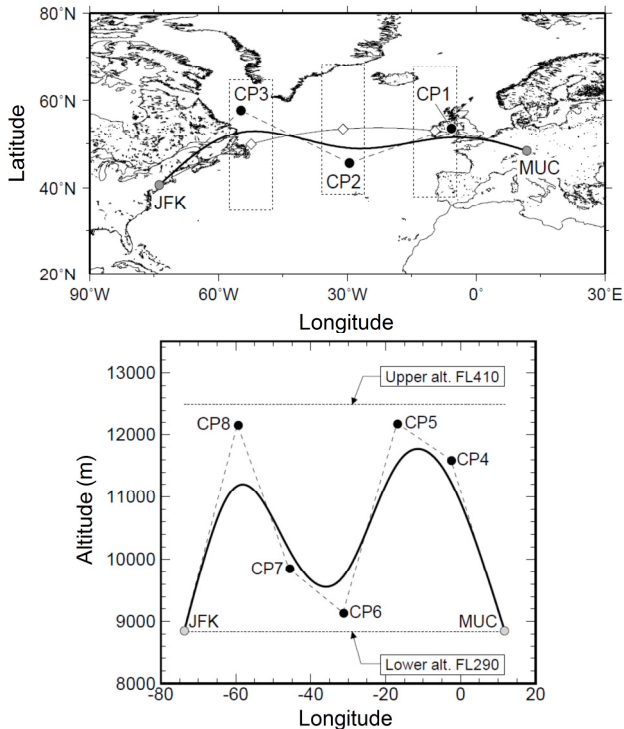 80°N
60°N
40°N
20°N
Latitude
CP3
CP1
CP2
JFK
MUC
90°W
60°W
30°W
0°
30°E
Longitude
13000
12000
11000
10000
9000
8000
Altitude (m)
Upper alt. FL410
CP8
CP5
CP4
CP7
CP6
JFK
MUC
Lower alt. FL290
-80
-60
-40
-20
0
20
Longitude